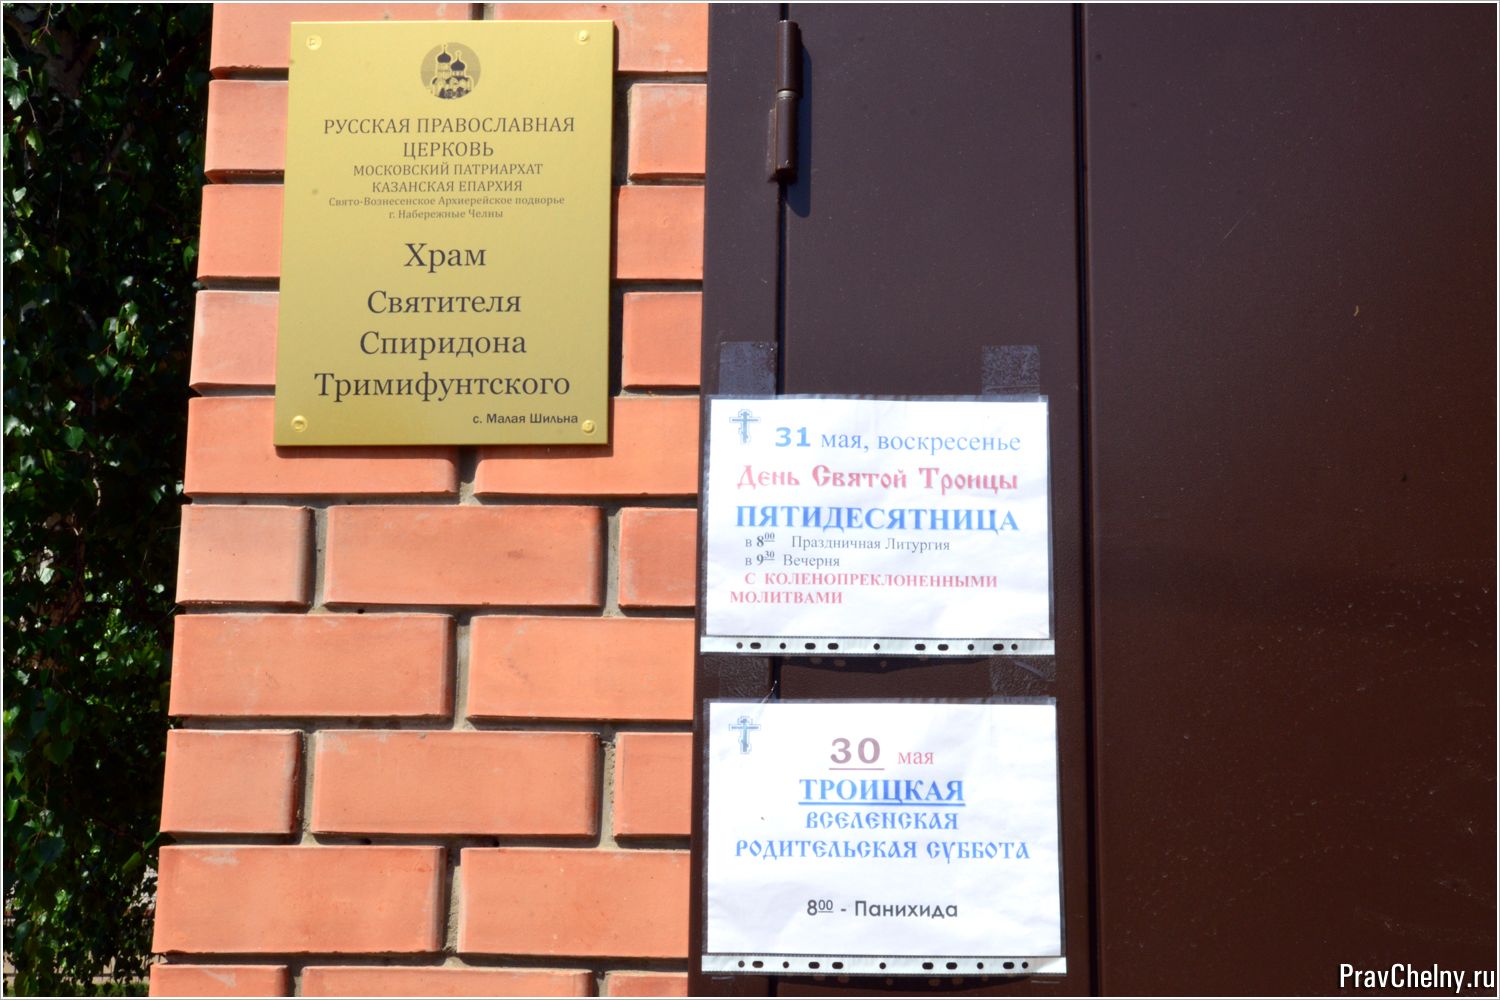 РУССКАЯ ПРАВОСЛАВНАЯ
ЦЕРКОВЬ
МОСКОВСКИЙ ПАТРИАРХАТ
КАЗАНСКАЯ ЕПАРХИЯ
Свято-Вознесенское Архиерейское подворье
г. Набережные Челны
Храм
Святителя
Спиридона
Тримифунтского
с. Малая Шильна
31 мая, воскресенье
День Святой Троицы
ПЯТИДЕСЯТНИЦА
в 8⁰⁰ Праздничная Литургия
в 9³⁰ Вечерня
С КОЛЕНОПРЕКЛОНЕННЫМИ
МОЛИТВАМИ
30 мая
ТРОИЦКАЯ
ВСЕЛЕНСКАЯ
РОДИТЕЛЬСКАЯ СУББОТА
8⁰⁰ - Панихида
PravChelny.ru